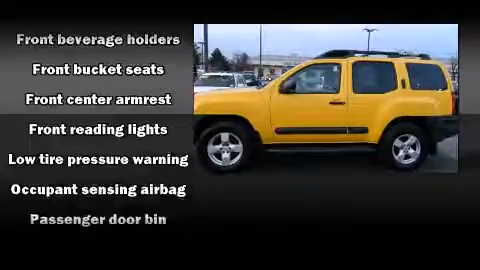 Front beverage holders
Front bucket seats
Front center armrest
Front reading lights
Low tire pressure warning
Occupant sensing airbag
Passenger door bin